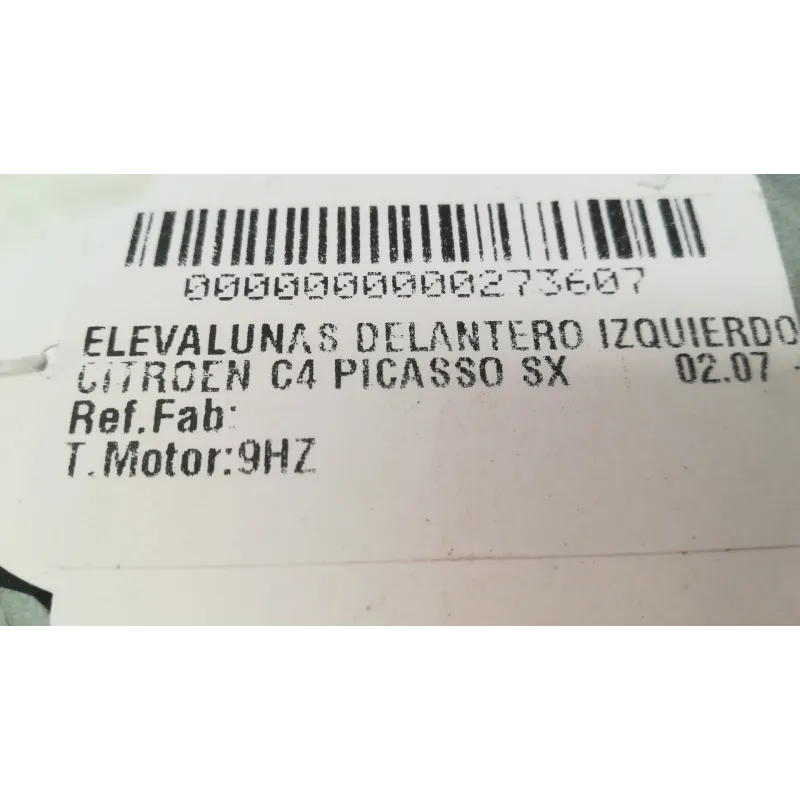 0000000000273607
ELEVALUNAS DELANTERO IZQUIERDO
CITROEN C4 PICASSO SX 02.07 -
Ref.Fab:
T.Motor:9HZ